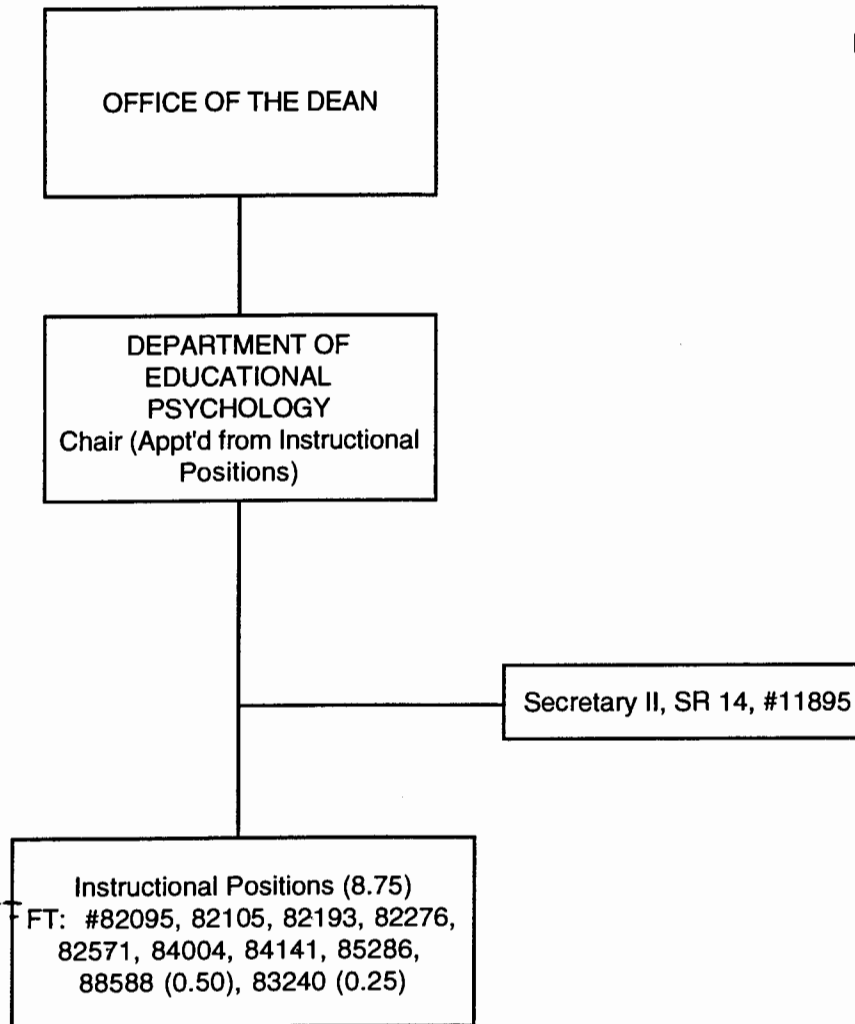 OFFICE OF THE DEAN
DEPARTMENT OF
EDUCATIONAL
PSYCHOLOGY
Chair (Appt'd from Instructional
Positions)
Secretary II, SR 14, #11895
Instructional Positions (8.75)
FT: #82095, 82105, 82193, 82276,
82571, 84004, 84141, 85286,
88588 (0.50), 83240 (0.25)